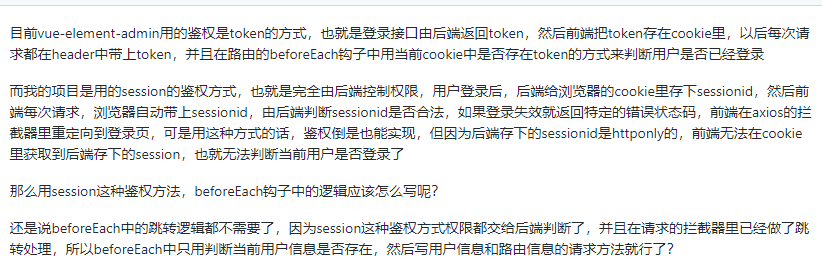 目前vue-element-admin用的鉴权是token的方式，也就是登录接口由后端返回token，然后前端把token存在cookie里，以后每次请
求都在header中带上token，并且在路由的beforeEach钩子中用当前cookie中是否存在token的方式来判断用户是否已经登录
而我的项目是用的session的鉴权方式，也就是完全由后端控制权限，用户登录后，后端给浏览器的cookie里存下sessionid，然后前
端每次请求，浏览器自动带上sessionid，由后端判断sessionid是否合法，如果登录失效就返回特定的错误状态码，前端在axios的拦
截器里重定向到登录页，可是用这种方式的话，鉴权倒是也能实现，但因为后端存下的sessionid是httponly的，前端无法在cookie
里获取到后端存下的session，也就无法判断当前用户是否登录了
那么用session这种鉴权方法，beforeEach钩子中的逻辑应该怎么写呢？
还是说beforeEach中的跳转逻辑都不需要了，因为session这种鉴权方式权限都交给后端判断了，并且在请求的拦截器里已经做了跳
转处理，所以beforeEach中只用判断当前用户信息是否存在，然后写用户信息和路由信息的请求方法就行了？